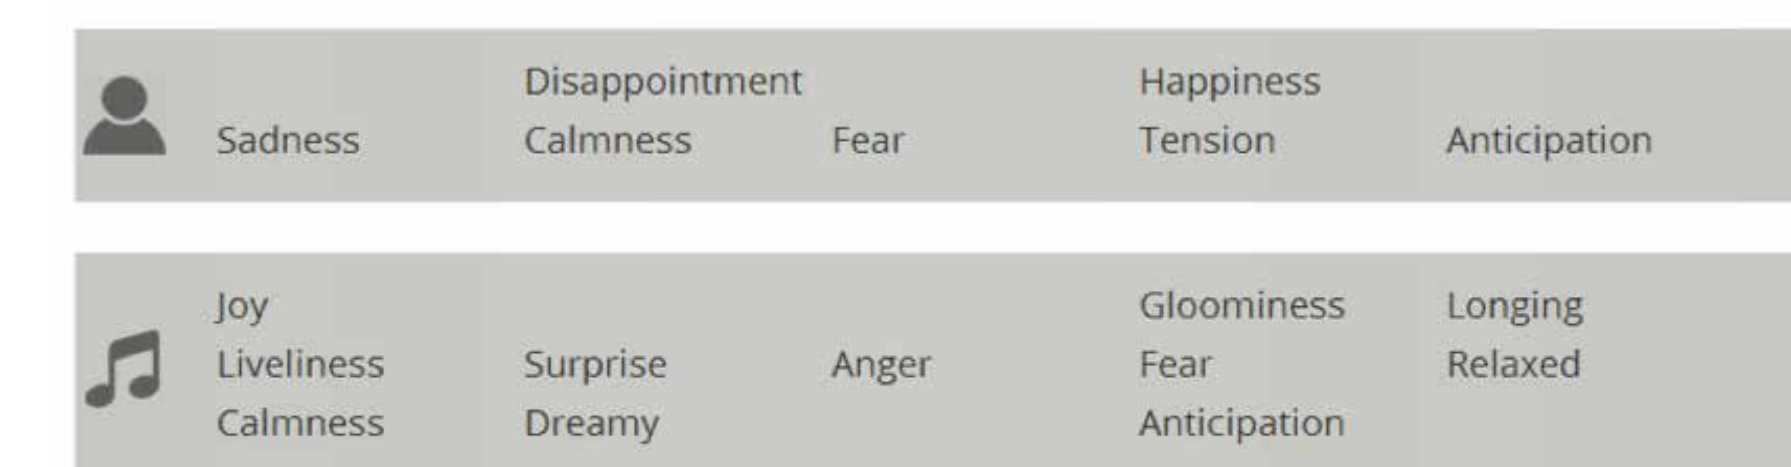 Disappointment Happiness
Sadness Calmness Fear Tension Anticipation
Joy Gloominess Longing
Liveliness Surprise Anger Fear Relaxed
Calmness Dreamy Anticipation